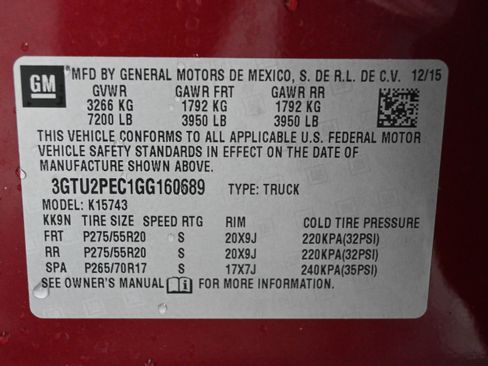 GM MFD BY GENERAL MOTORS DE MEXICO, S. DE R.L. DE C.V. 12/15
GVWR GAWR FRT GAWR RR
3266 KG 1792 KG 1792 KG
7200 LB 3950 LB 3950 LB
THIS VEHICLE CONFORMS TO ALL APPLICABLE U.S. FEDERAL MOTOR
VEHICLE SAFETY STANDARDS IN EFFECT ON THE DATE OF
MANUFACTURE SHOWN ABOVE.
3GTU2PEC1GG160689 TYPE: TRUCK
MODEL: K15743
KK9N TIRE SIZE SPEED RTG RIM COLD TIRE PRESSURE
FRT P275/55R20 S 20X9J 220KPA(32PSI)
RR P275/55R20 S 20X9J 220KPA(32PSI)
SPA P265/70R17 S 17X7J 240KPA(35PSI)
SEE OWNER'S MANUAL FOR MORE INFORMATION.